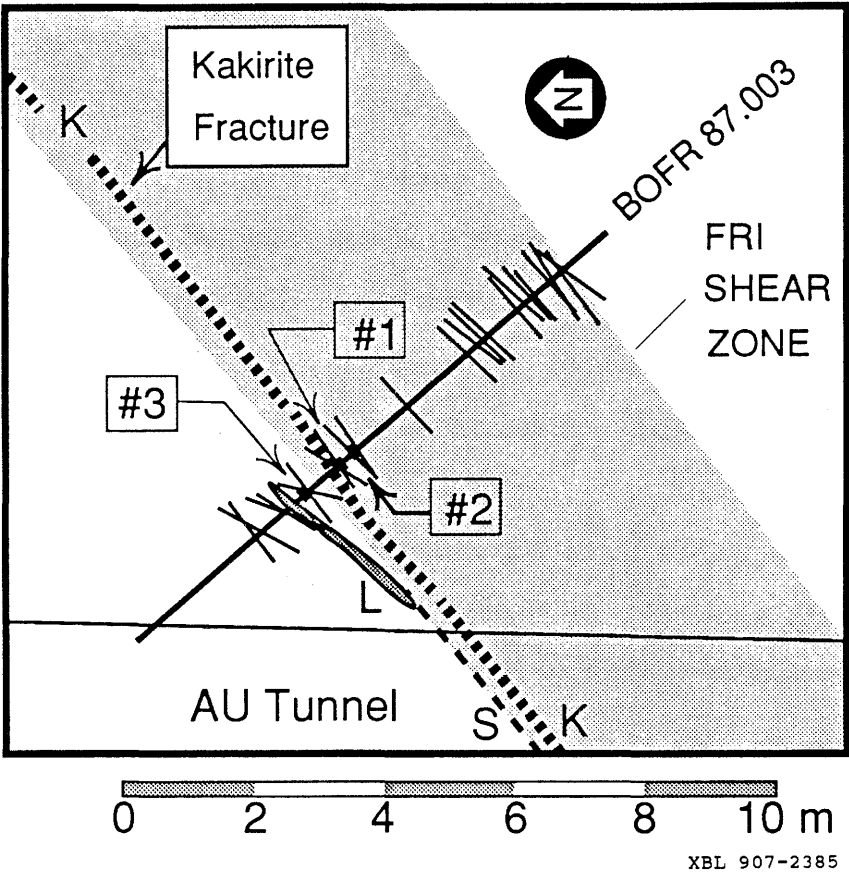 Kakirite
Fracture
K
N
BOFR 87.003
FRI
SHEAR
ZONE
#1
#3
#2
L
AU Tunnel
S
K
0 2 4 6 8 10 m
XBL 907-2385